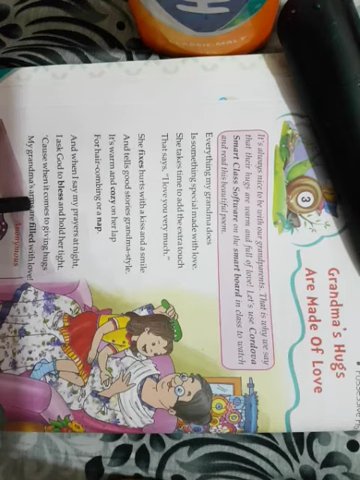 3
Grandma's Hugs
Are Made Of Love
It's always nice to be with our grandparents. That is why we say
that their hugs are warm and full of love! Let's use Cordova
Smart Class Software on the smart board in class to watch
and read this beautiful poem.
Everything my grandma does
Is something special made with love.
She takes time to add the extra touch
That says, "I love you very much."
She fixes hurts with a kiss and a smile
And tells good stories grandma-style.
It's warm and cozy on her lap
For hair-combing or a nap.
And when I say my prayers at night,
I ask God to bless and hold her tight.
'Cause when it comes to giving hugs
My grandma's arms are filled with love!
CLASSIC MALT